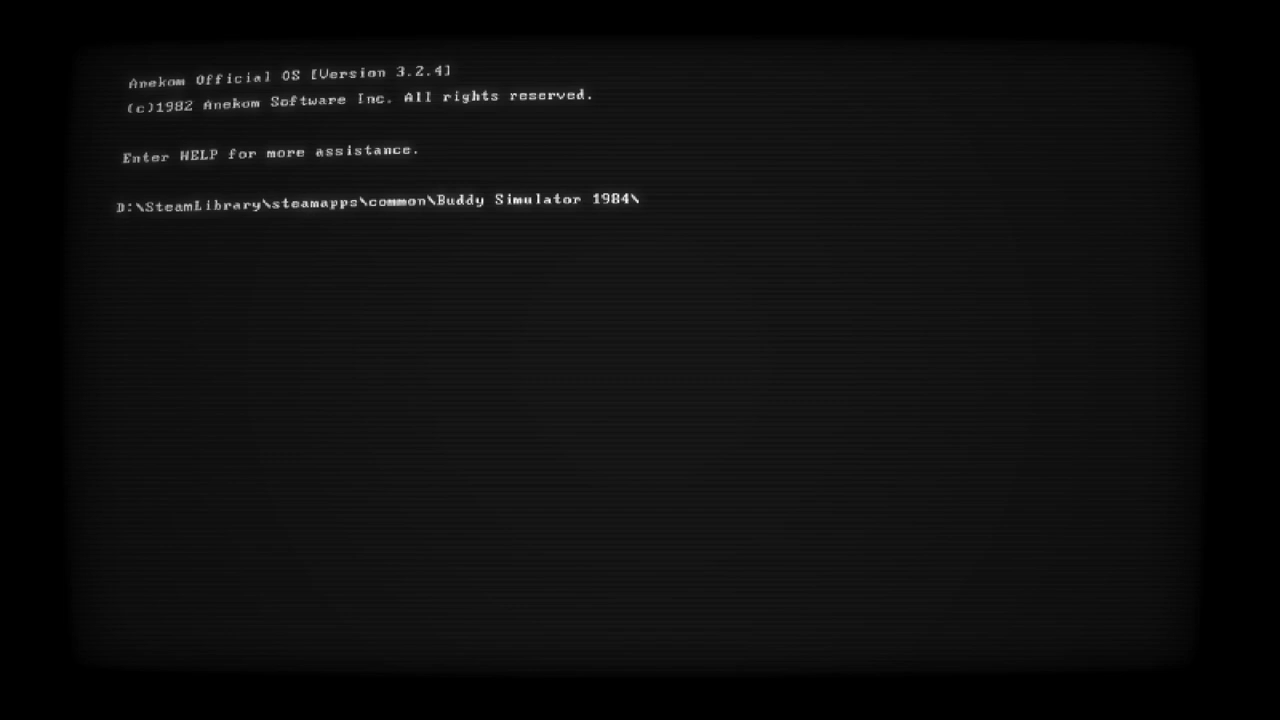 Anekom Official OS [Version 3.2.4]
(c)1982 Anekom Software Inc. All rights reserved.
Enter HELP for more assistance.
D:\SteamLibrary\steamapps\common\Buddy Simulator 1984\